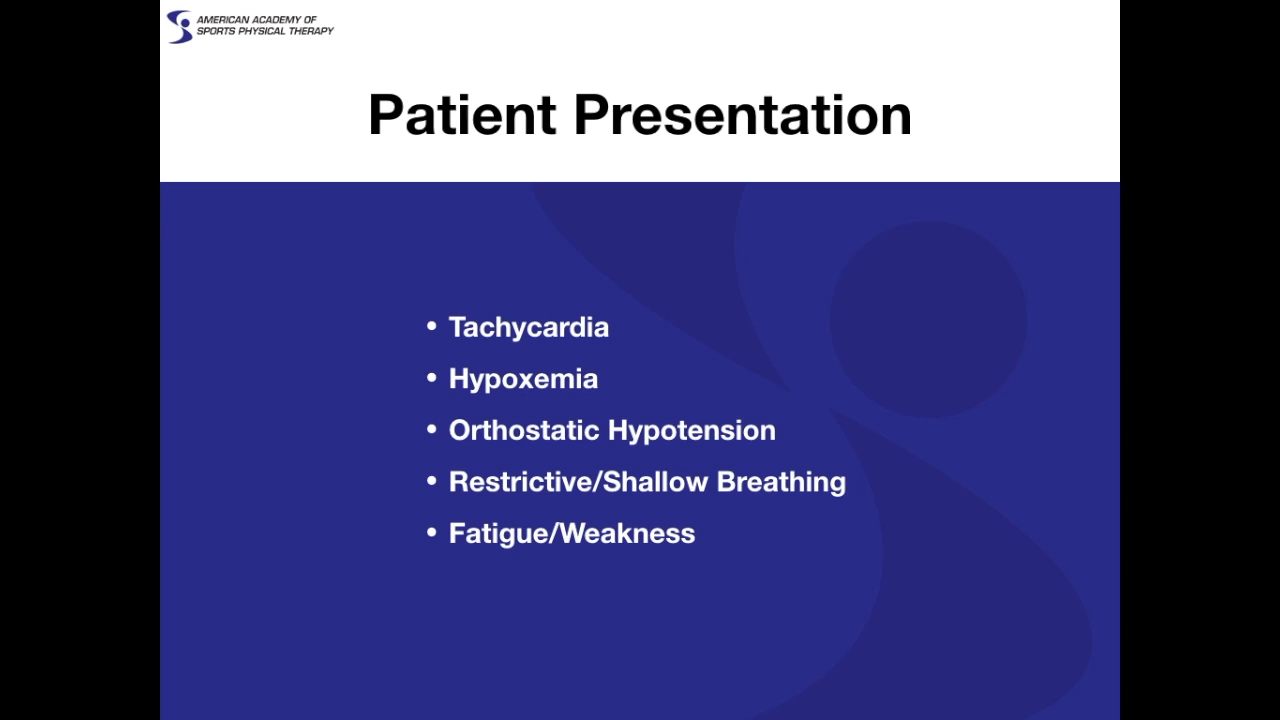 AMERICAN ACADEMY OF
SPORTS PHYSICAL THERAPY
Patient Presentation
• Tachycardia
• Hypoxemia
• Orthostatic Hypotension
• Restrictive/Shallow Breathing
• Fatigue/Weakness